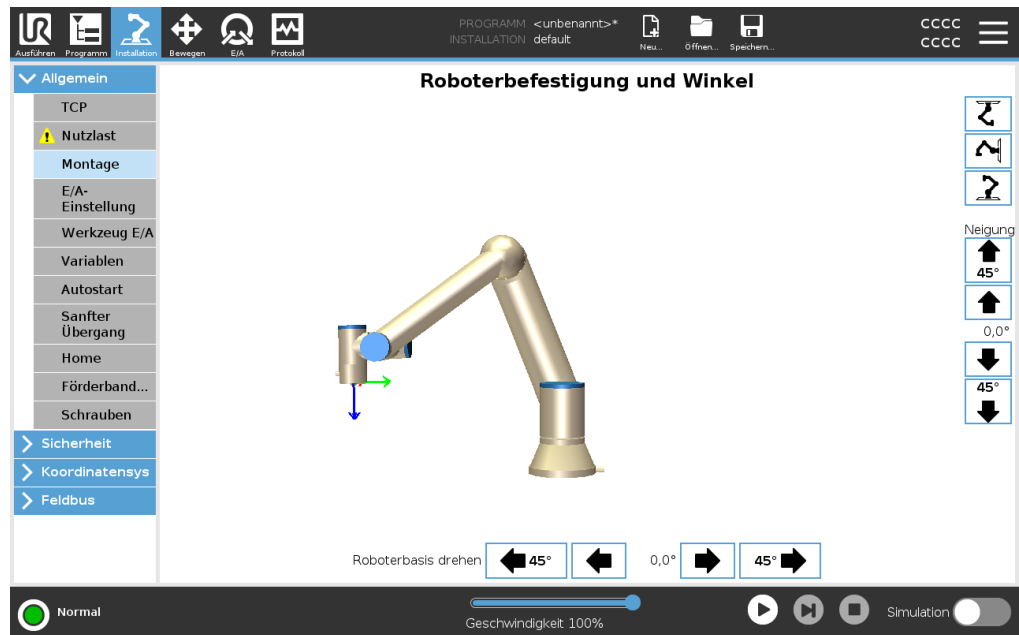 UR
PROGRAMM <unbenannt>*
INSTALLATION default
cccc
cccc
Ausführen Programm Installation Bewegen E/A Protokoll Neu... Öffnen... Speichern...
Allgemein
TCP
Nutzlast
Montage
E/A-
Einstellung
Werkzeug E/A
Variablen
Autostart
Sanfter
Übergang
Home
Förderband...
Schrauben
Sicherheit
Koordinatensys
Feldbus
Roboterbefestigung und Winkel
Neigung
45°
0,0°
45°
Roboterbasis drehen 45° 0,0° 45°
Normal
Geschwindigkeit 100%
Simulation